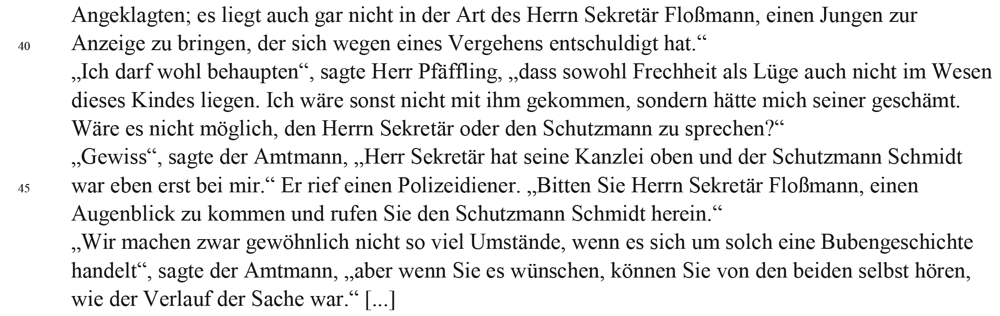 Angeklagten; es liegt auch gar nicht in der Art des Herrn Sekretär Floßmann, einen Jungen zur
40 Anzeige zu bringen, der sich wegen eines Vergehens entschuldigt hat.“
„Ich darf wohl behaupten“, sagte Herr Pfäffling, „dass sowohl Frechheit als Lüge auch nicht im Wesen
dieses Kindes liegen. Ich wäre sonst nicht mit ihm gekommen, sondern hätte mich seiner geschämt.
Wäre es nicht möglich, den Herrn Sekretär oder den Schutzmann zu sprechen?“
„Gewiss“, sagte der Amtmann, „Herr Sekretär hat seine Kanzlei oben und der Schutzmann Schmidt
45 war eben erst bei mir.“ Er rief einen Polizeidiener. „Bitten Sie Herrn Sekretär Floßmann, einen
Augenblick zu kommen und rufen Sie den Schutzmann Schmidt herein.“
„Wir machen zwar gewöhnlich nicht so viel Umstände, wenn es sich um solch eine Bubengeschichte
handelt“, sagte der Amtmann, „aber wenn Sie es wünschen, können Sie von den beiden selbst hören,
wie der Verlauf der Sache war.“ [...]